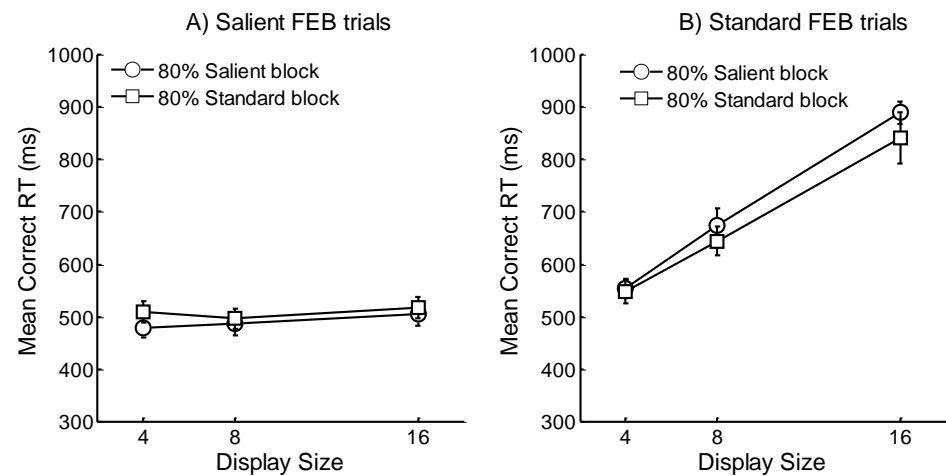 A) Salient FEB trials
1000
900
800
700
600
500
400
300
Mean Correct RT (ms)
80% Salient block
80% Standard block
4
8
16
Display Size
B) Standard FEB trials
1000
900
800
700
600
500
400
300
Mean Correct RT (ms)
80% Salient block
80% Standard block
4
8
16
Display Size